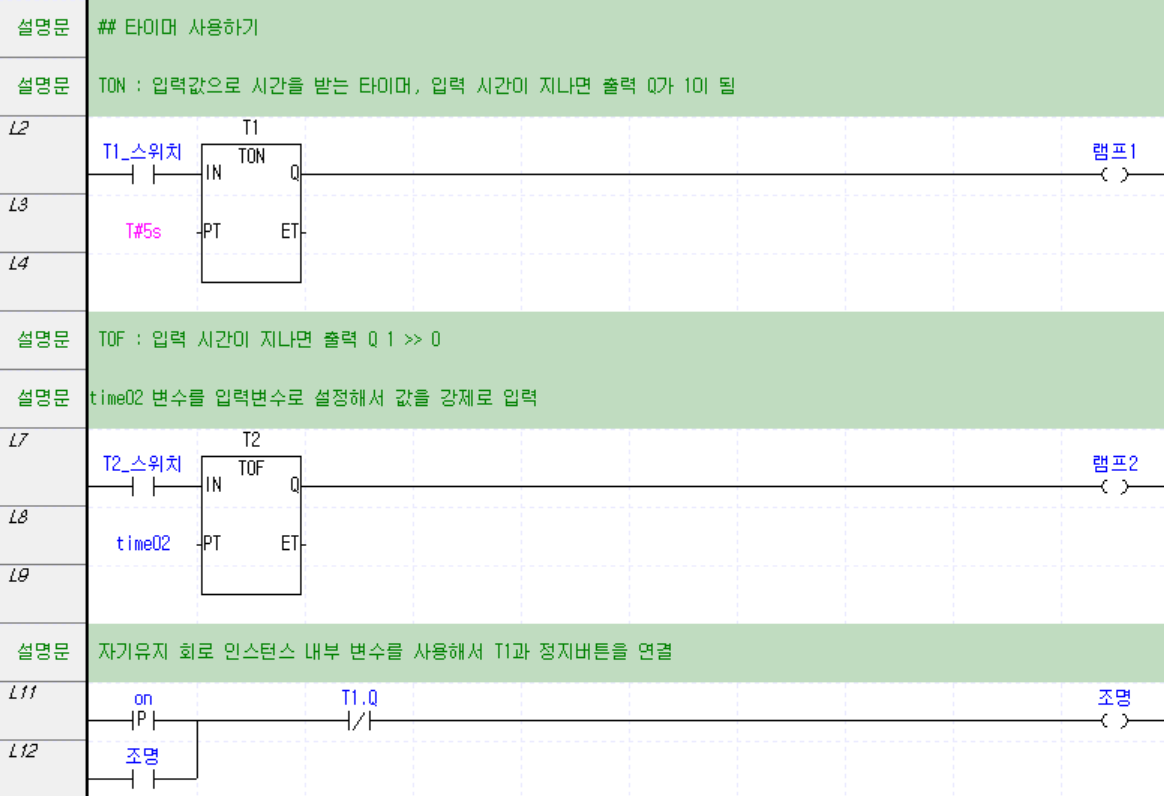 설명문 ## 타이머 사용하기
설명문 TON : 입력값으로 시간을 받는 타이머, 입력 시간이 지나면 출력 Q가 1이 됨
L2 T1
T1_스위치 TON 램프1
IN Q
L3
T#5s PT ET
L4
설명문 TOF : 입력 시간이 지나면 출력 Q 1 >> 0
설명문 time02 변수를 입력변수로 설정해서 값을 강제로 입력
L7 T2
T2_스위치 TOF 램프2
IN Q
L8
time02 PT ET
L9
설명문 자기유지 회로 인스턴스 내부 변수를 사용해서 T1과 정지버튼을 연결
L11 on T1.Q 조명
P /
L12 조명